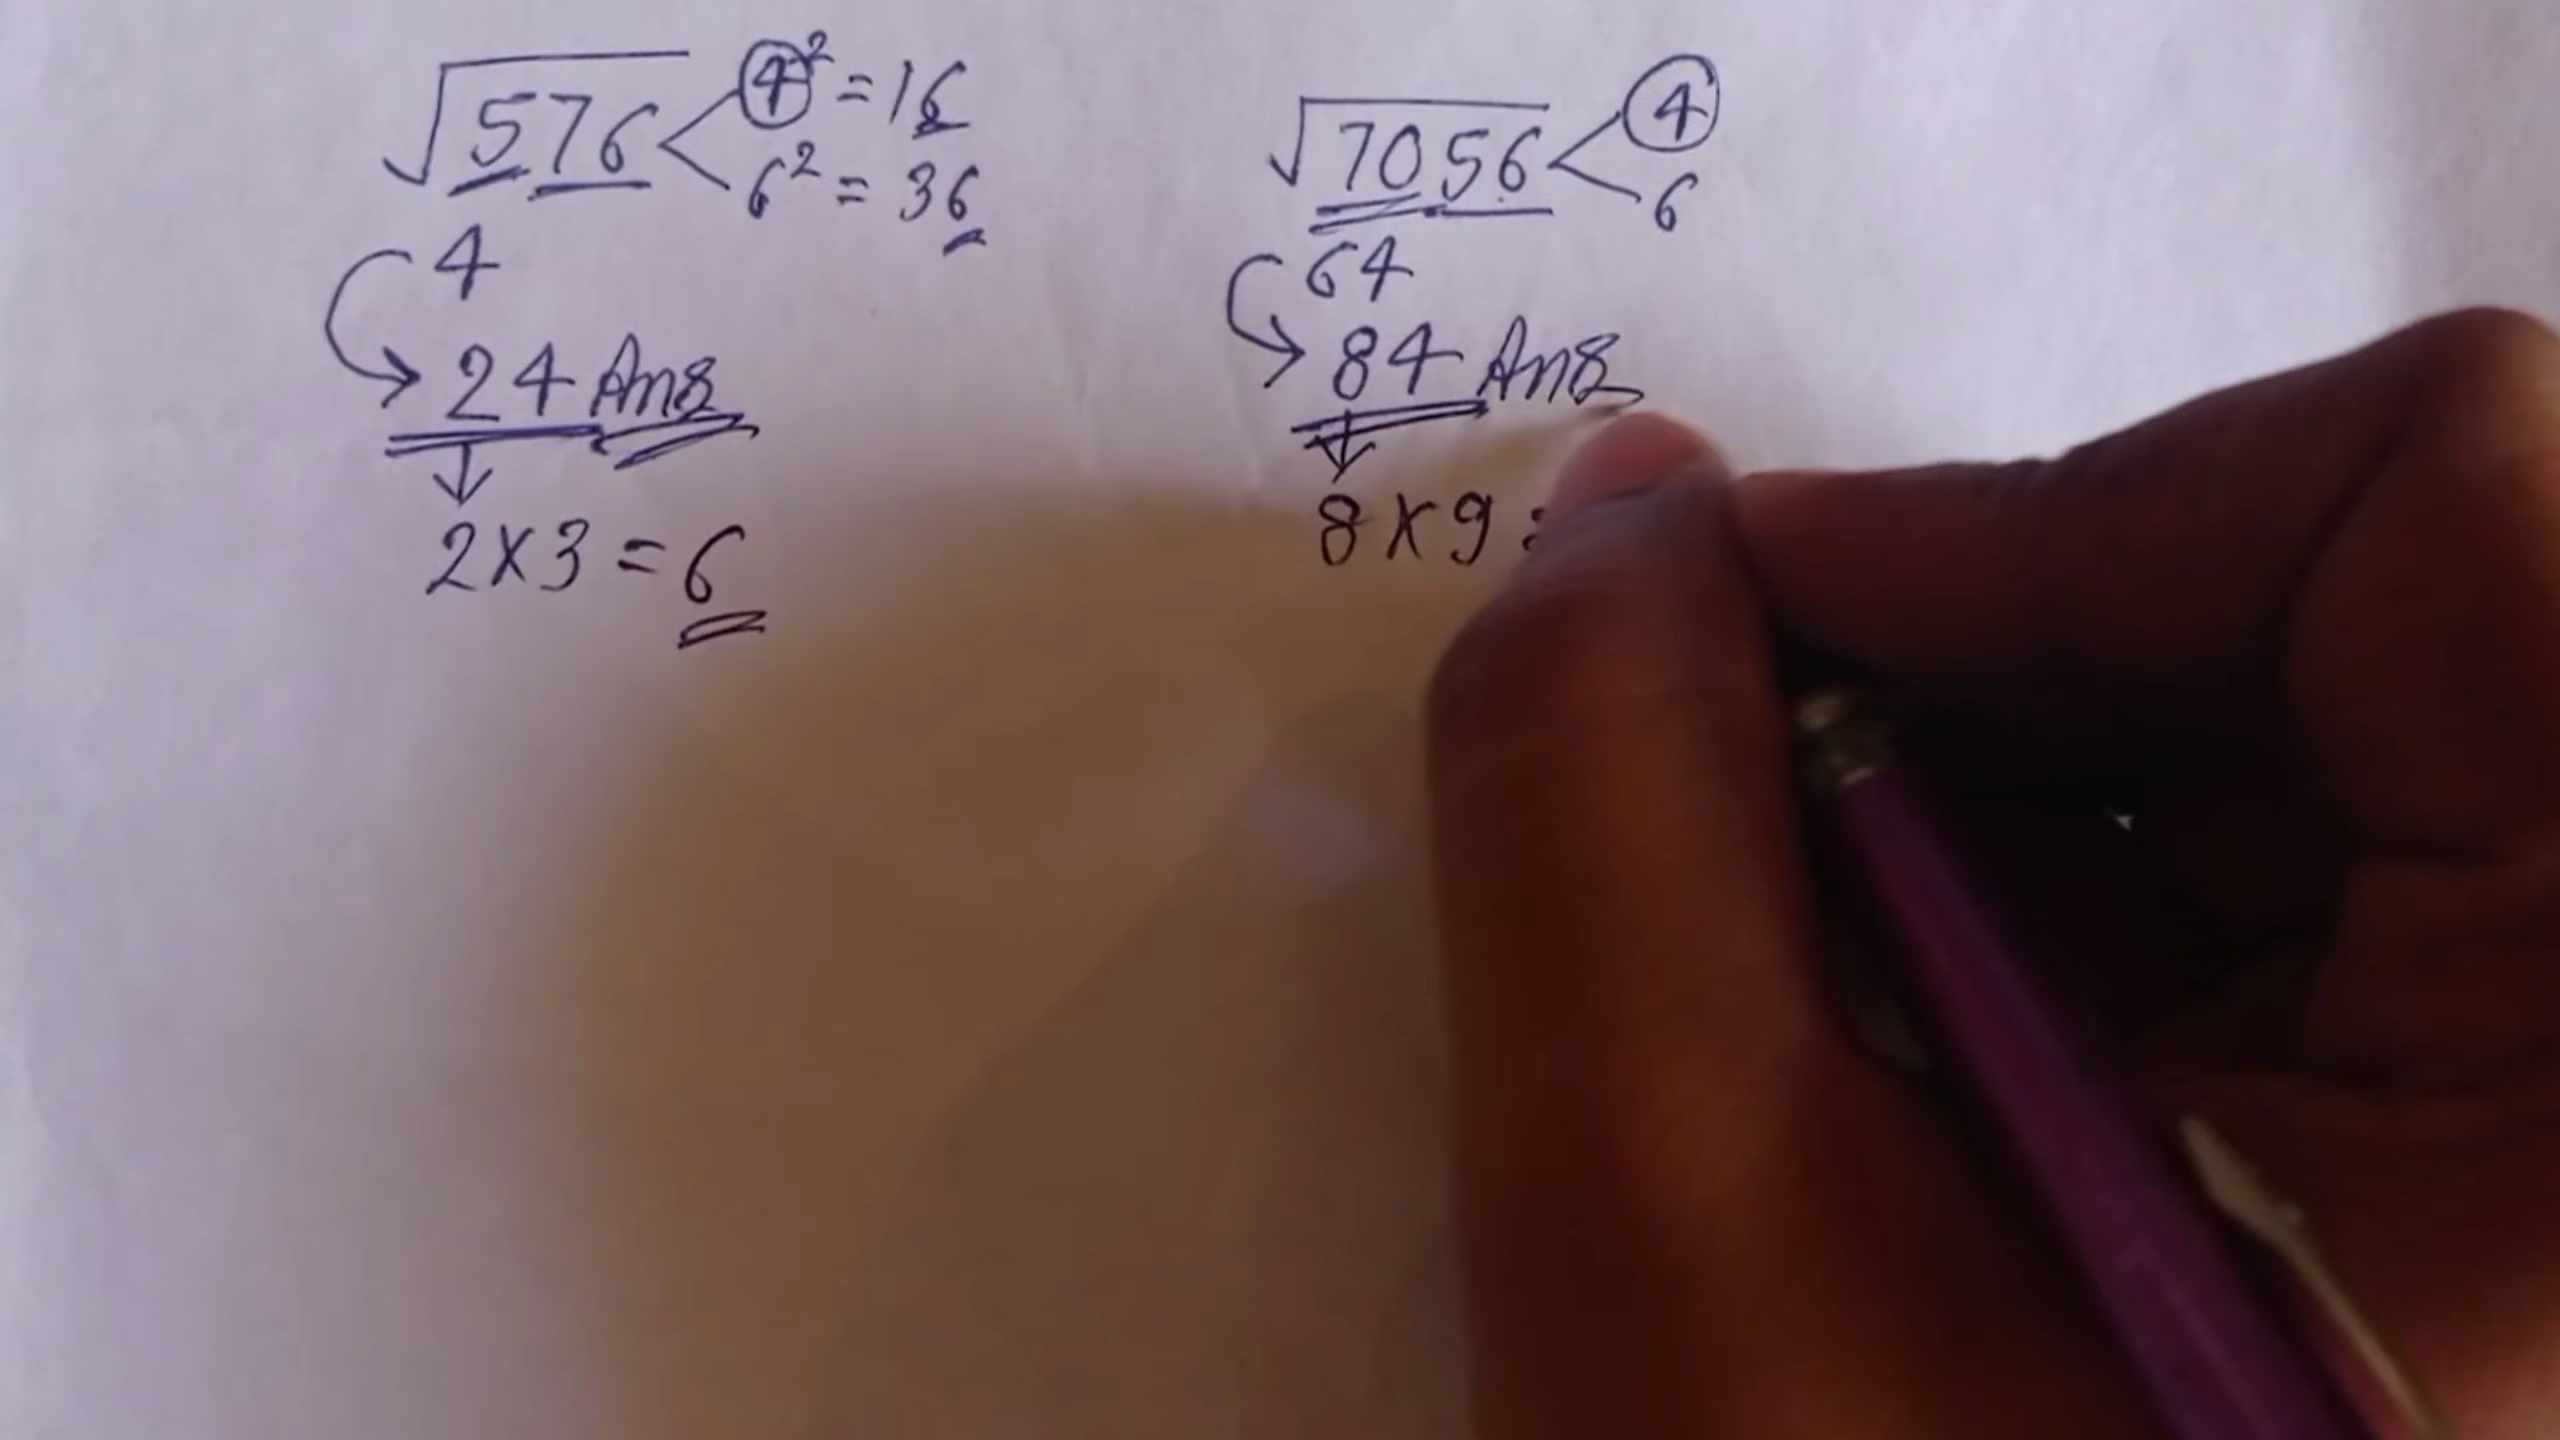 √576 < 4² = 16
6² = 36
4
24 Ans
2×3 = 6
√7056 < 4
6
64
84 Ans
8×9 =